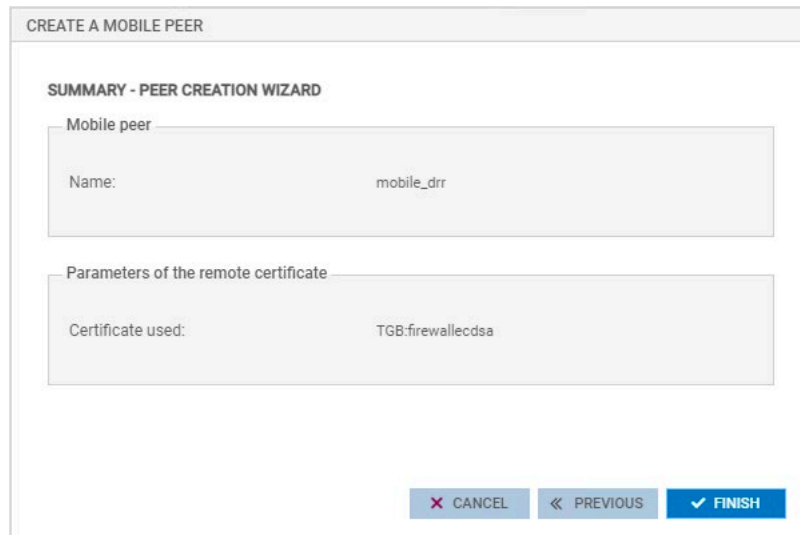 CREATE A MOBILE PEER
SUMMARY - PEER CREATION WIZARD
Mobile peer
Name: mobile_drr
Parameters of the remote certificate
Certificate used: TGB:firewallecdsa
CANCEL PREVIOUS FINISH